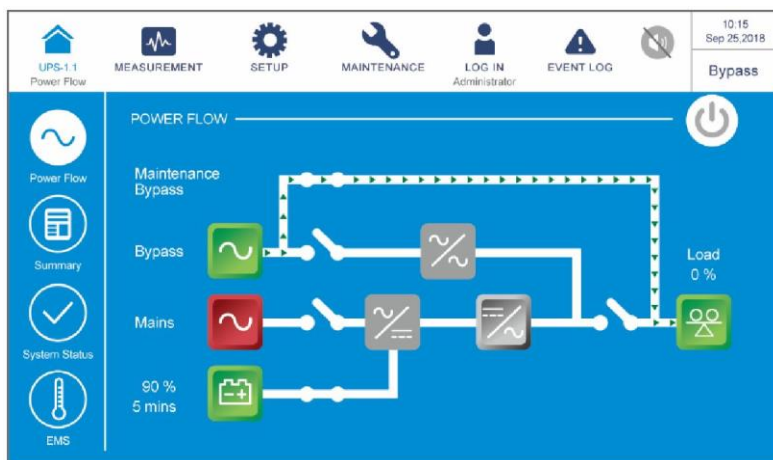 10:15
Sep 25,2018
UPS-1.1
Power Flow
MEASUREMENT
SETUP
MAINTENANCE
LOG IN
Administrator
EVENT LOG
Bypass
POWER FLOW
Power Flow
Summary
System Status
EMS
Maintenance
Bypass
Bypass
Mains
90 %
5 mins
Load
0 %